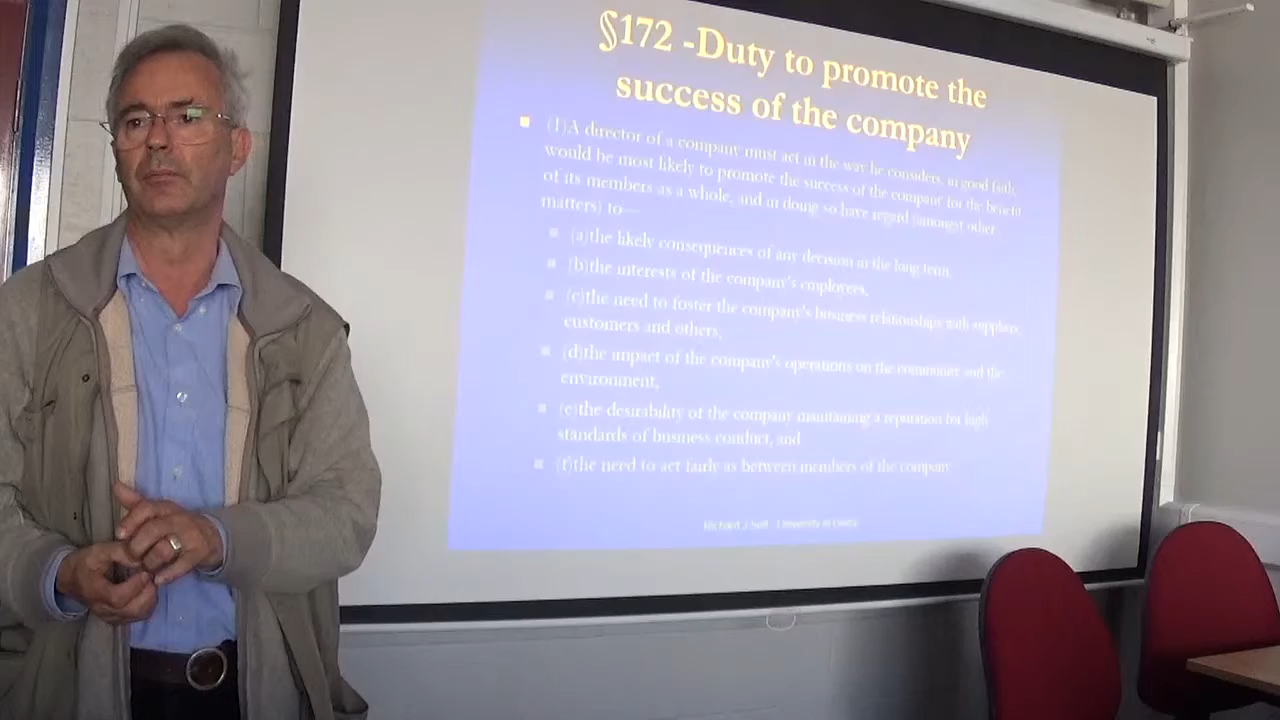 §172 -Duty to promote the
success of the company
(1)A director of a company must act in the way he considers, in good faith,
would be most likely to promote the success of the company for the benefit
of its members as a whole, and in doing so have regard (amongst other
matters) to—
(a)the likely consequences of any decision in the long term,
(b)the interests of the company's employees,
(c)the need to foster the company's business relationships with suppliers,
customers and others,
(d)the impact of the company's operations on the community and the
environment,
(e)the desirability of the company maintaining a reputation for high
standards of business conduct, and
(f)the need to act fairly as between members of the company
Richard J University of